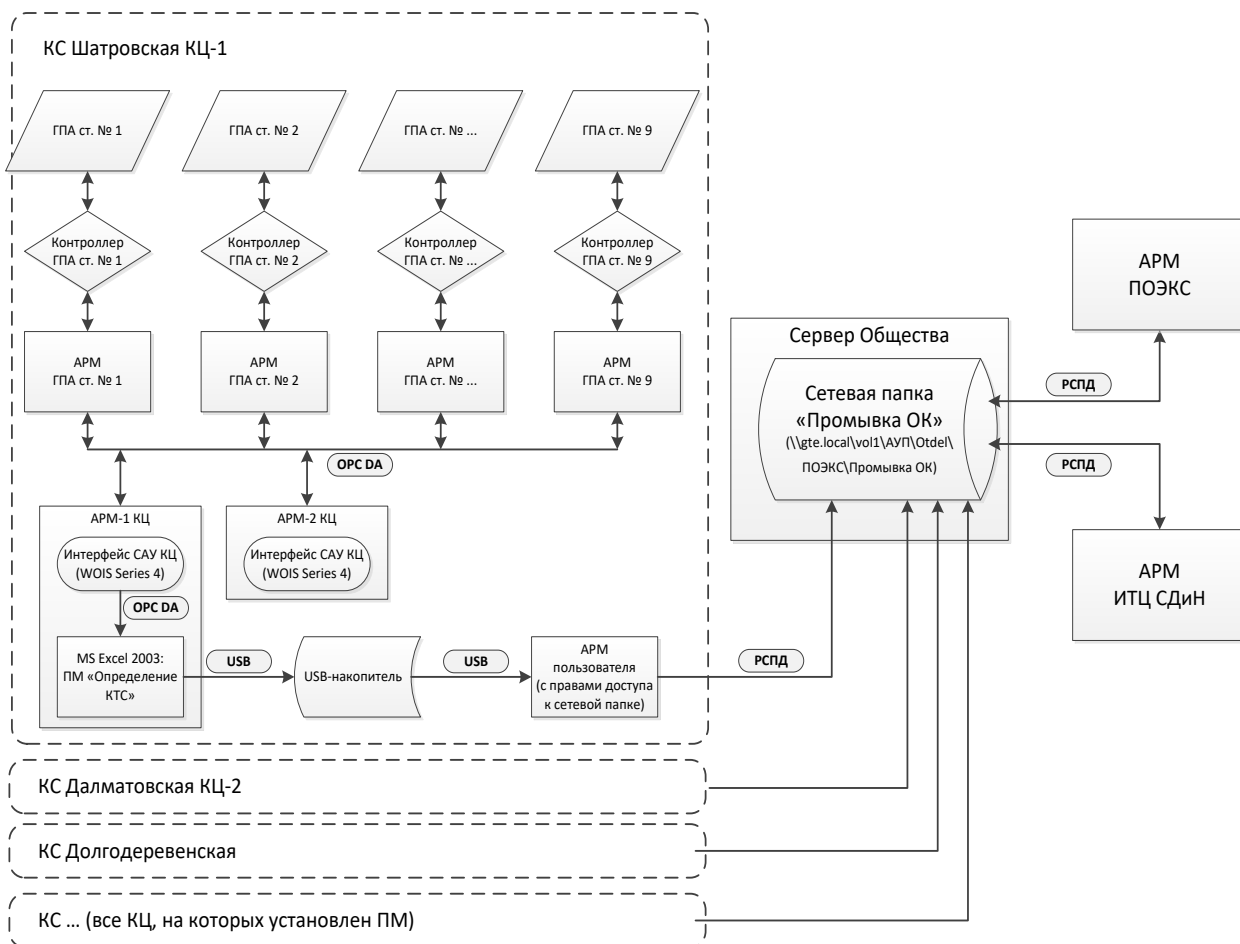 КС Шатровская КЦ-1
ГПА ст. № 1
ГПА ст. № 2
ГПА ст. № ...
ГПА ст. № 9
Контроллер
ГПА ст. № 1
Контроллер
ГПА ст. № 2
Контроллер
ГПА ст. № ...
Контроллер
ГПА ст. № 9
АРМ
ГПА ст. № 1
АРМ
ГПА ст. № 2
АРМ
ГПА ст. № ...
АРМ
ГПА ст. № 9
OPC DA
АРМ-1 КЦ
Интерфейс САУ КЦ
(WOIS Series 4)
OPC DA
MS Excel 2003:
ПМ «Определение
КТС»
АРМ-2 КЦ
Интерфейс САУ КЦ
(WOIS Series 4)
USB
USB-накопитель
USB
АРМ
пользователя
(с правами доступа
к сетевой папке)
РСПД
Сервер Общества
Сетевая папка
«Промывка ОК»
(\\gte.local\vol1\АУП\Otdel\
ПОЭКС\Промывка ОК)
РСПД
РСПД
АРМ
ПОЭКС
АРМ
ИТЦ СДиН
КС Далматовская КЦ-2
КС Долгодеревенская
КС ... (все КЦ, на которых установлен ПМ)